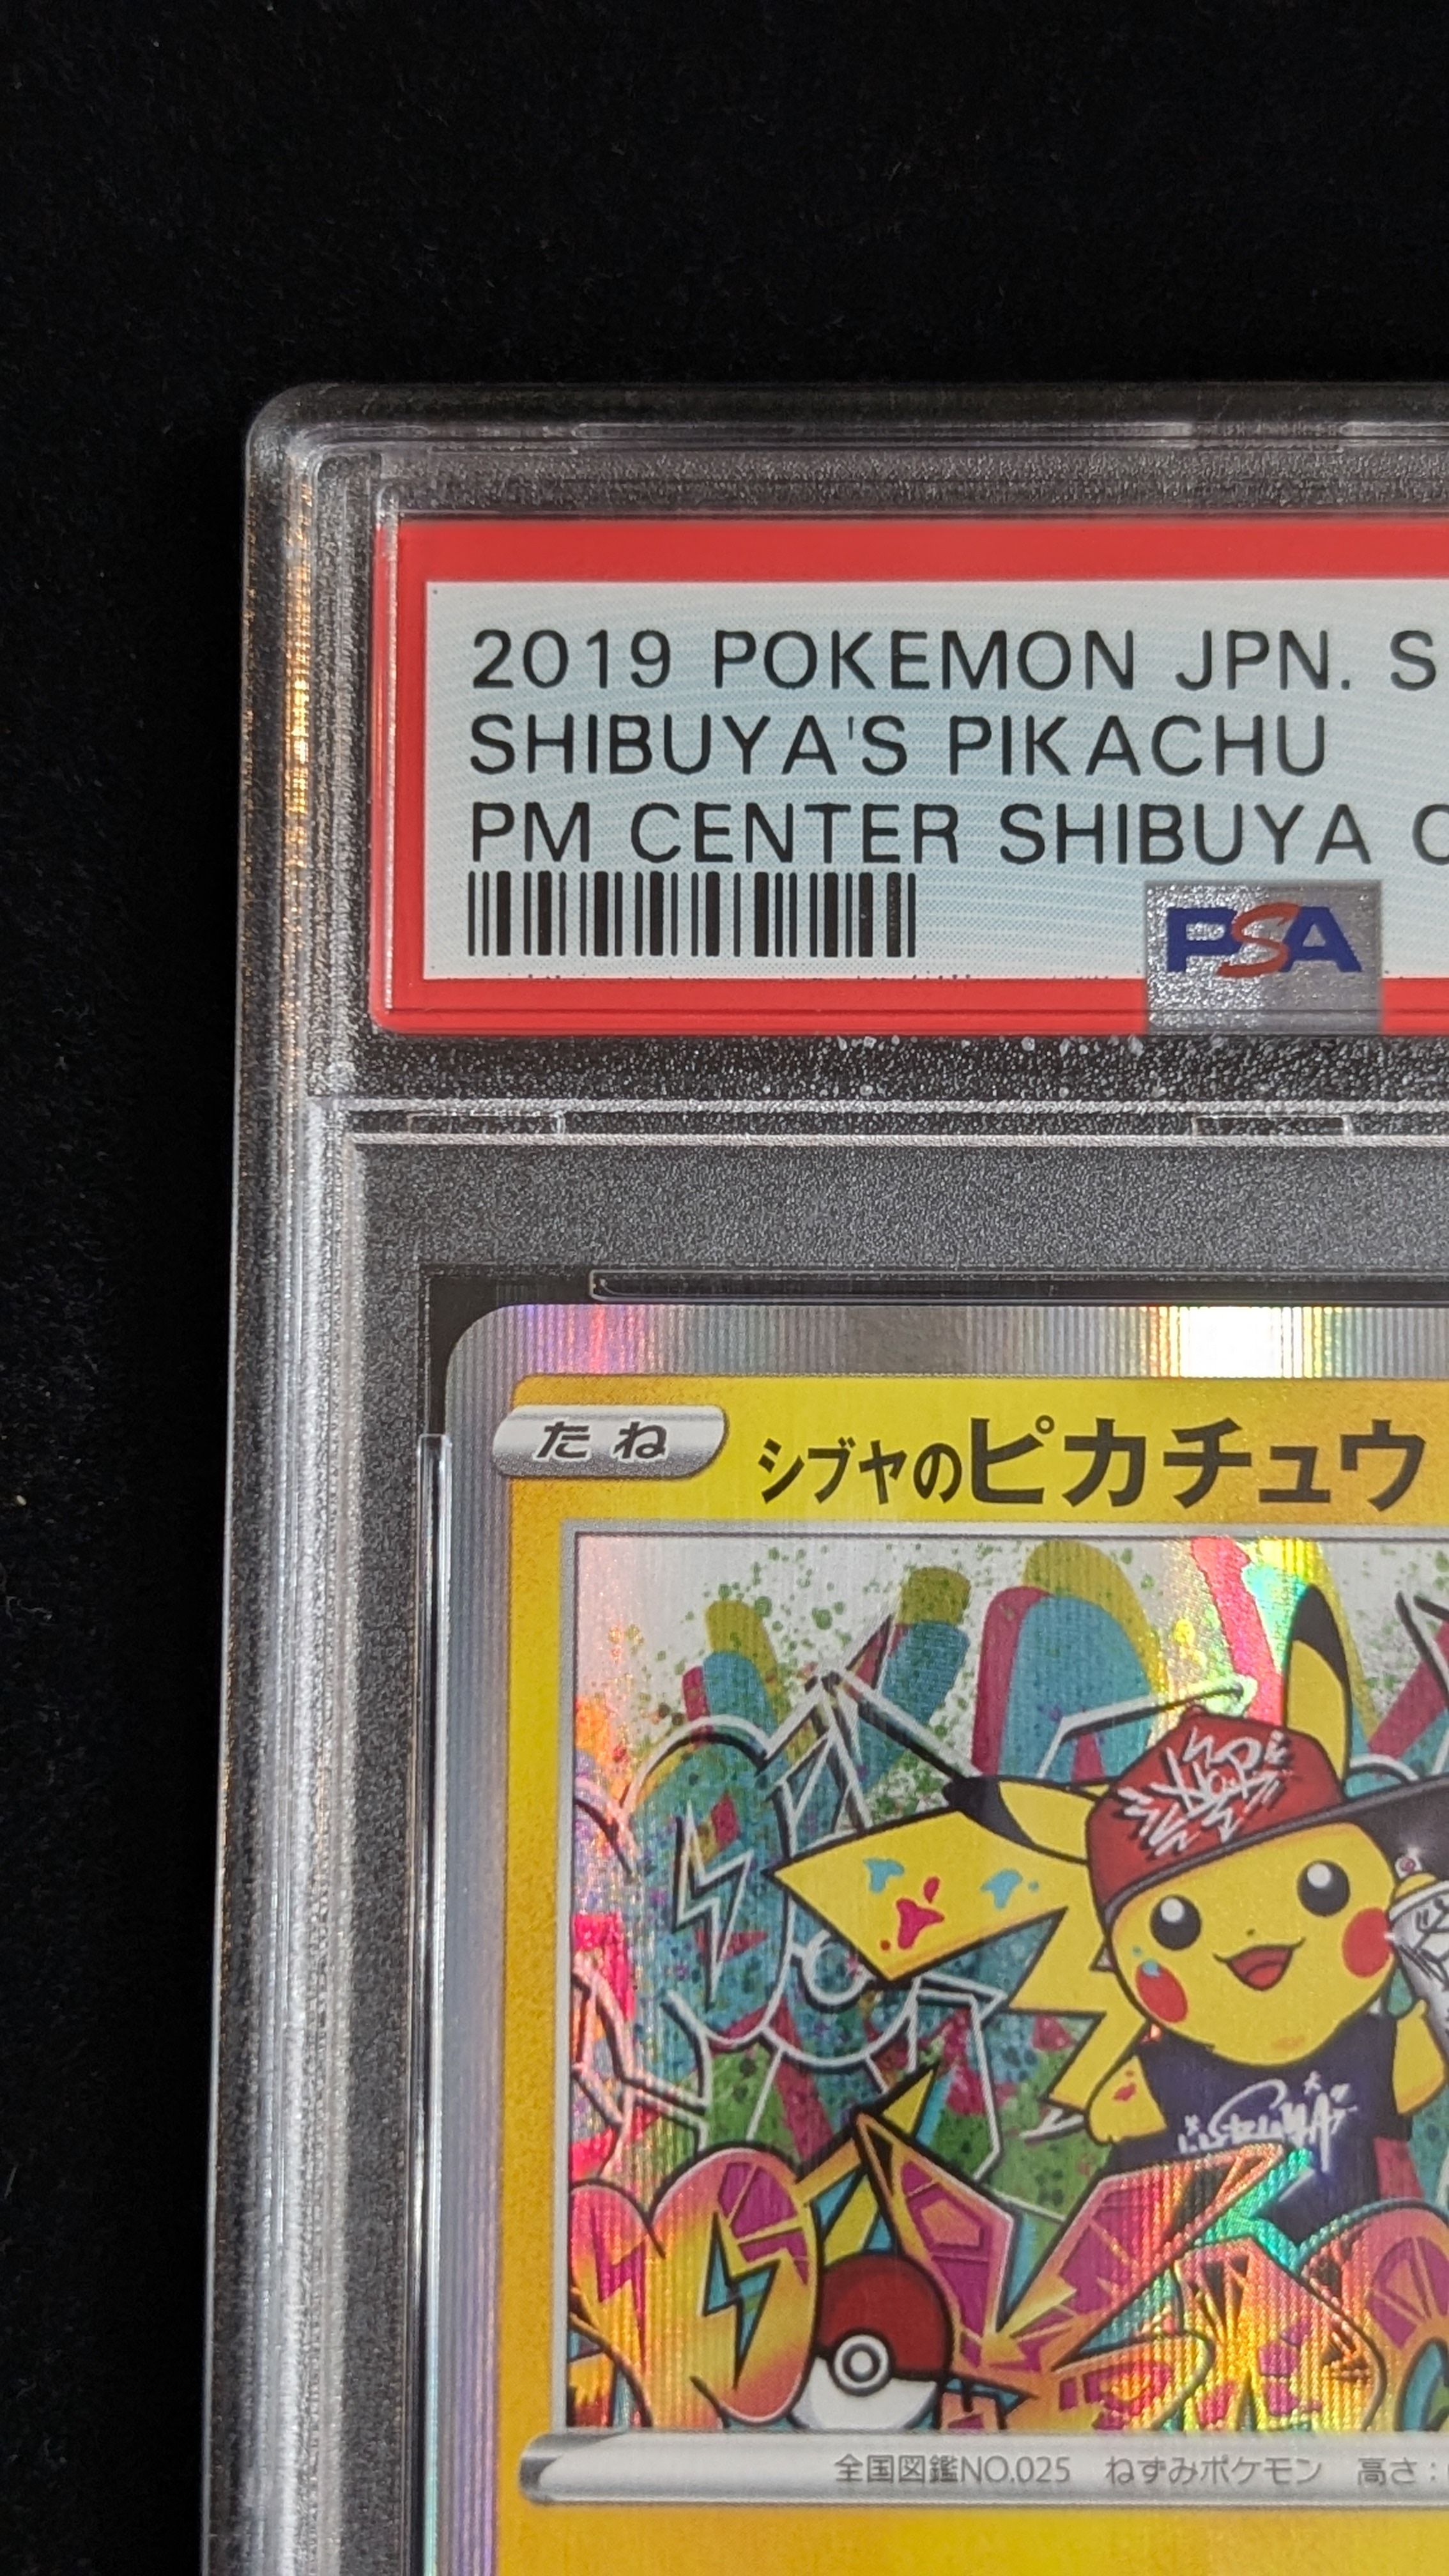 2019 POKEMON JPN. S
SHIBUYA'S PIKACHU
PM CENTER SHIBUYA
PSA
たね
シブヤのピカチュウ
全国図鑑NO.025 ねずみポケモン 高さ: